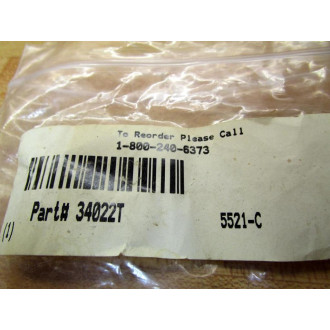 To Reorder Please Call
1-800-240-6373
Part# 34022T
5521-C
(1)